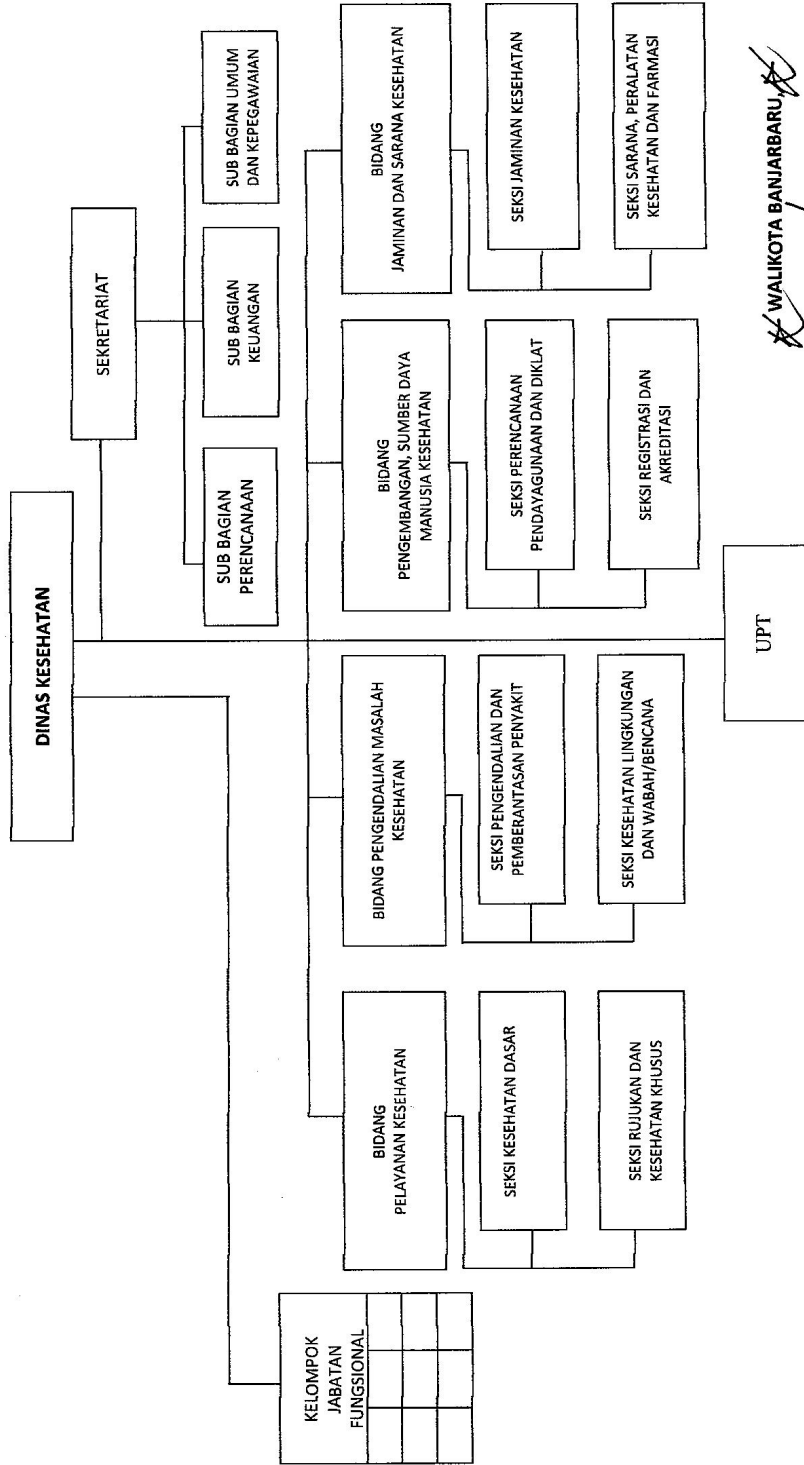 DINAS KESEHATAN
SEKRETARIAT
SUB BAGIAN
PERENCANAAN
SUB BAGIAN
KEUANGAN
SUB BAGIAN UMUM
DAN KEPEGAWAIAN
KELOMPOK
JABATAN
FUNGSIONAL
BIDANG
PELAYANAN KESEHATAN
SEKSI KESEHATAN DASAR
SEKSI RUJUKAN DAN
KESEHATAN KHUSUS
BIDANG PENGENDALIAN MASALAH
KESEHATAN
SEKSI PENGENDALIAN DAN
PEMBERANTASAN PENYAKIT
SEKSI KESEHATAN LINGKUNGAN
DAN WABAH/BENCANA
BIDANG
PENGEMBANGAN, SUMBER DAYA
MANUSIA KESEHATAN
SEKSI PERENCANAAN
PENDAYAGUNAAN DAN DIKLAT
SEKSI REGISTRASI DAN
AKREDITASI
BIDANG
JAMINAN DAN SARANA KESEHATAN
SEKSI JAMINAN KESEHATAN
SEKSI SARANA, PERALATAN
KESEHATAN DAN FARMASI
UPT
WALIKOTA BANJARBARU,